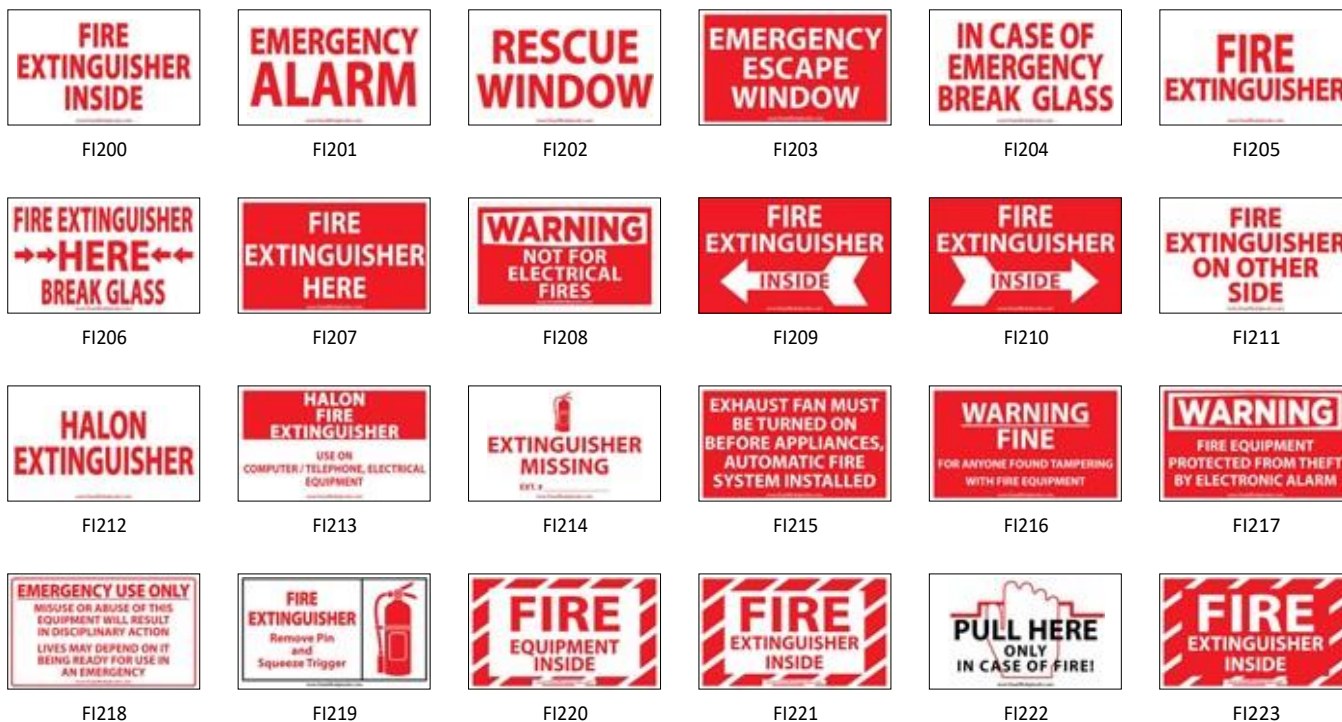 FIRE
EXTINGUISHER
INSIDE
FI200
EMERGENCY
ALARM
FI201
RESCUE
WINDOW
FI202
EMERGENCY
ESCAPE
WINDOW
FI203
IN CASE OF
EMERGENCY
BREAK GLASS
FI204
FIRE
EXTINGUISHER
FI205
FIRE EXTINGUISHER
→→HERE←←
BREAK GLASS
FI206
FIRE
EXTINGUISHER
HERE
FI207
WARNING
NOT FOR
ELECTRICAL
FIRES
FI208
FIRE
EXTINGUISHER
INSIDE
FI209
FIRE
EXTINGUISHER
INSIDE
FI210
FIRE
EXTINGUISHER
ON OTHER
SIDE
FI211
HALON
EXTINGUISHER
FI212
HALON
FIRE
EXTINGUISHER
USE ON
COMPUTER / TELEPHONE, ELECTRICAL
EQUIPMENT
FI213
EXTINGUISHER
MISSING
EXT. #
FI214
EXHAUST FAN MUST
BE TURNED ON
BEFORE APPLIANCES,
AUTOMATIC FIRE
SYSTEM INSTALLED
FI215
WARNING
FINE
FOR ANYONE FOUND TAMPERING
WITH FIRE EQUIPMENT
FI216
WARNING
FIRE EQUIPMENT
PROTECTED FROM THEFT
BY ELECTRONIC ALARM
FI217
EMERGENCY USE ONLY
MISUSE OR ABUSE OF THIS
EQUIPMENT WILL RESULT
IN DISCIPLINARY ACTION
LIVES MAY DEPEND ON IT
BEING READY FOR USE IN
AN EMERGENCY
FI218
FIRE
EXTINGUISHER
Remove Pin
and
Squeeze Trigger
FI219
FIRE
EQUIPMENT
INSIDE
FI220
FIRE
EXTINGUISHER
INSIDE
FI221
PULL HERE
ONLY
IN CASE OF FIRE!
FI222
FIRE
EXTINGUISHER
INSIDE
FI223